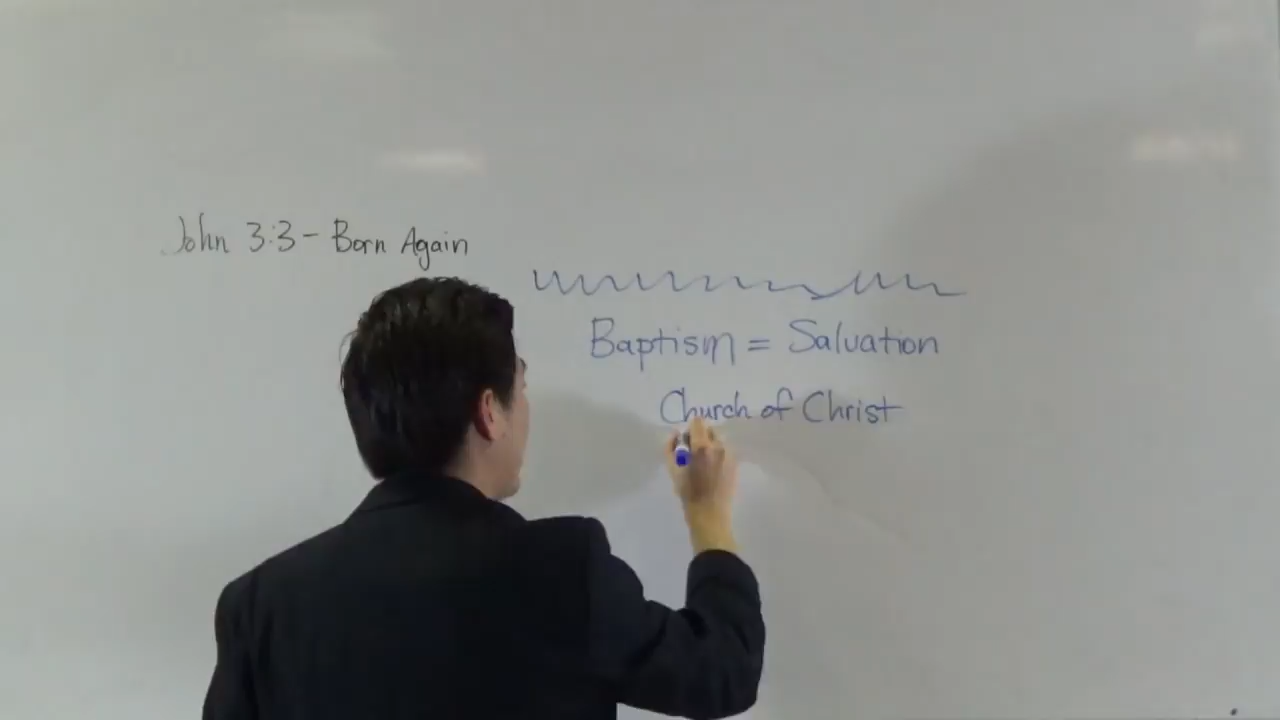 John 3:3 - Born Again
Baptism = Salvation
Church of Christ